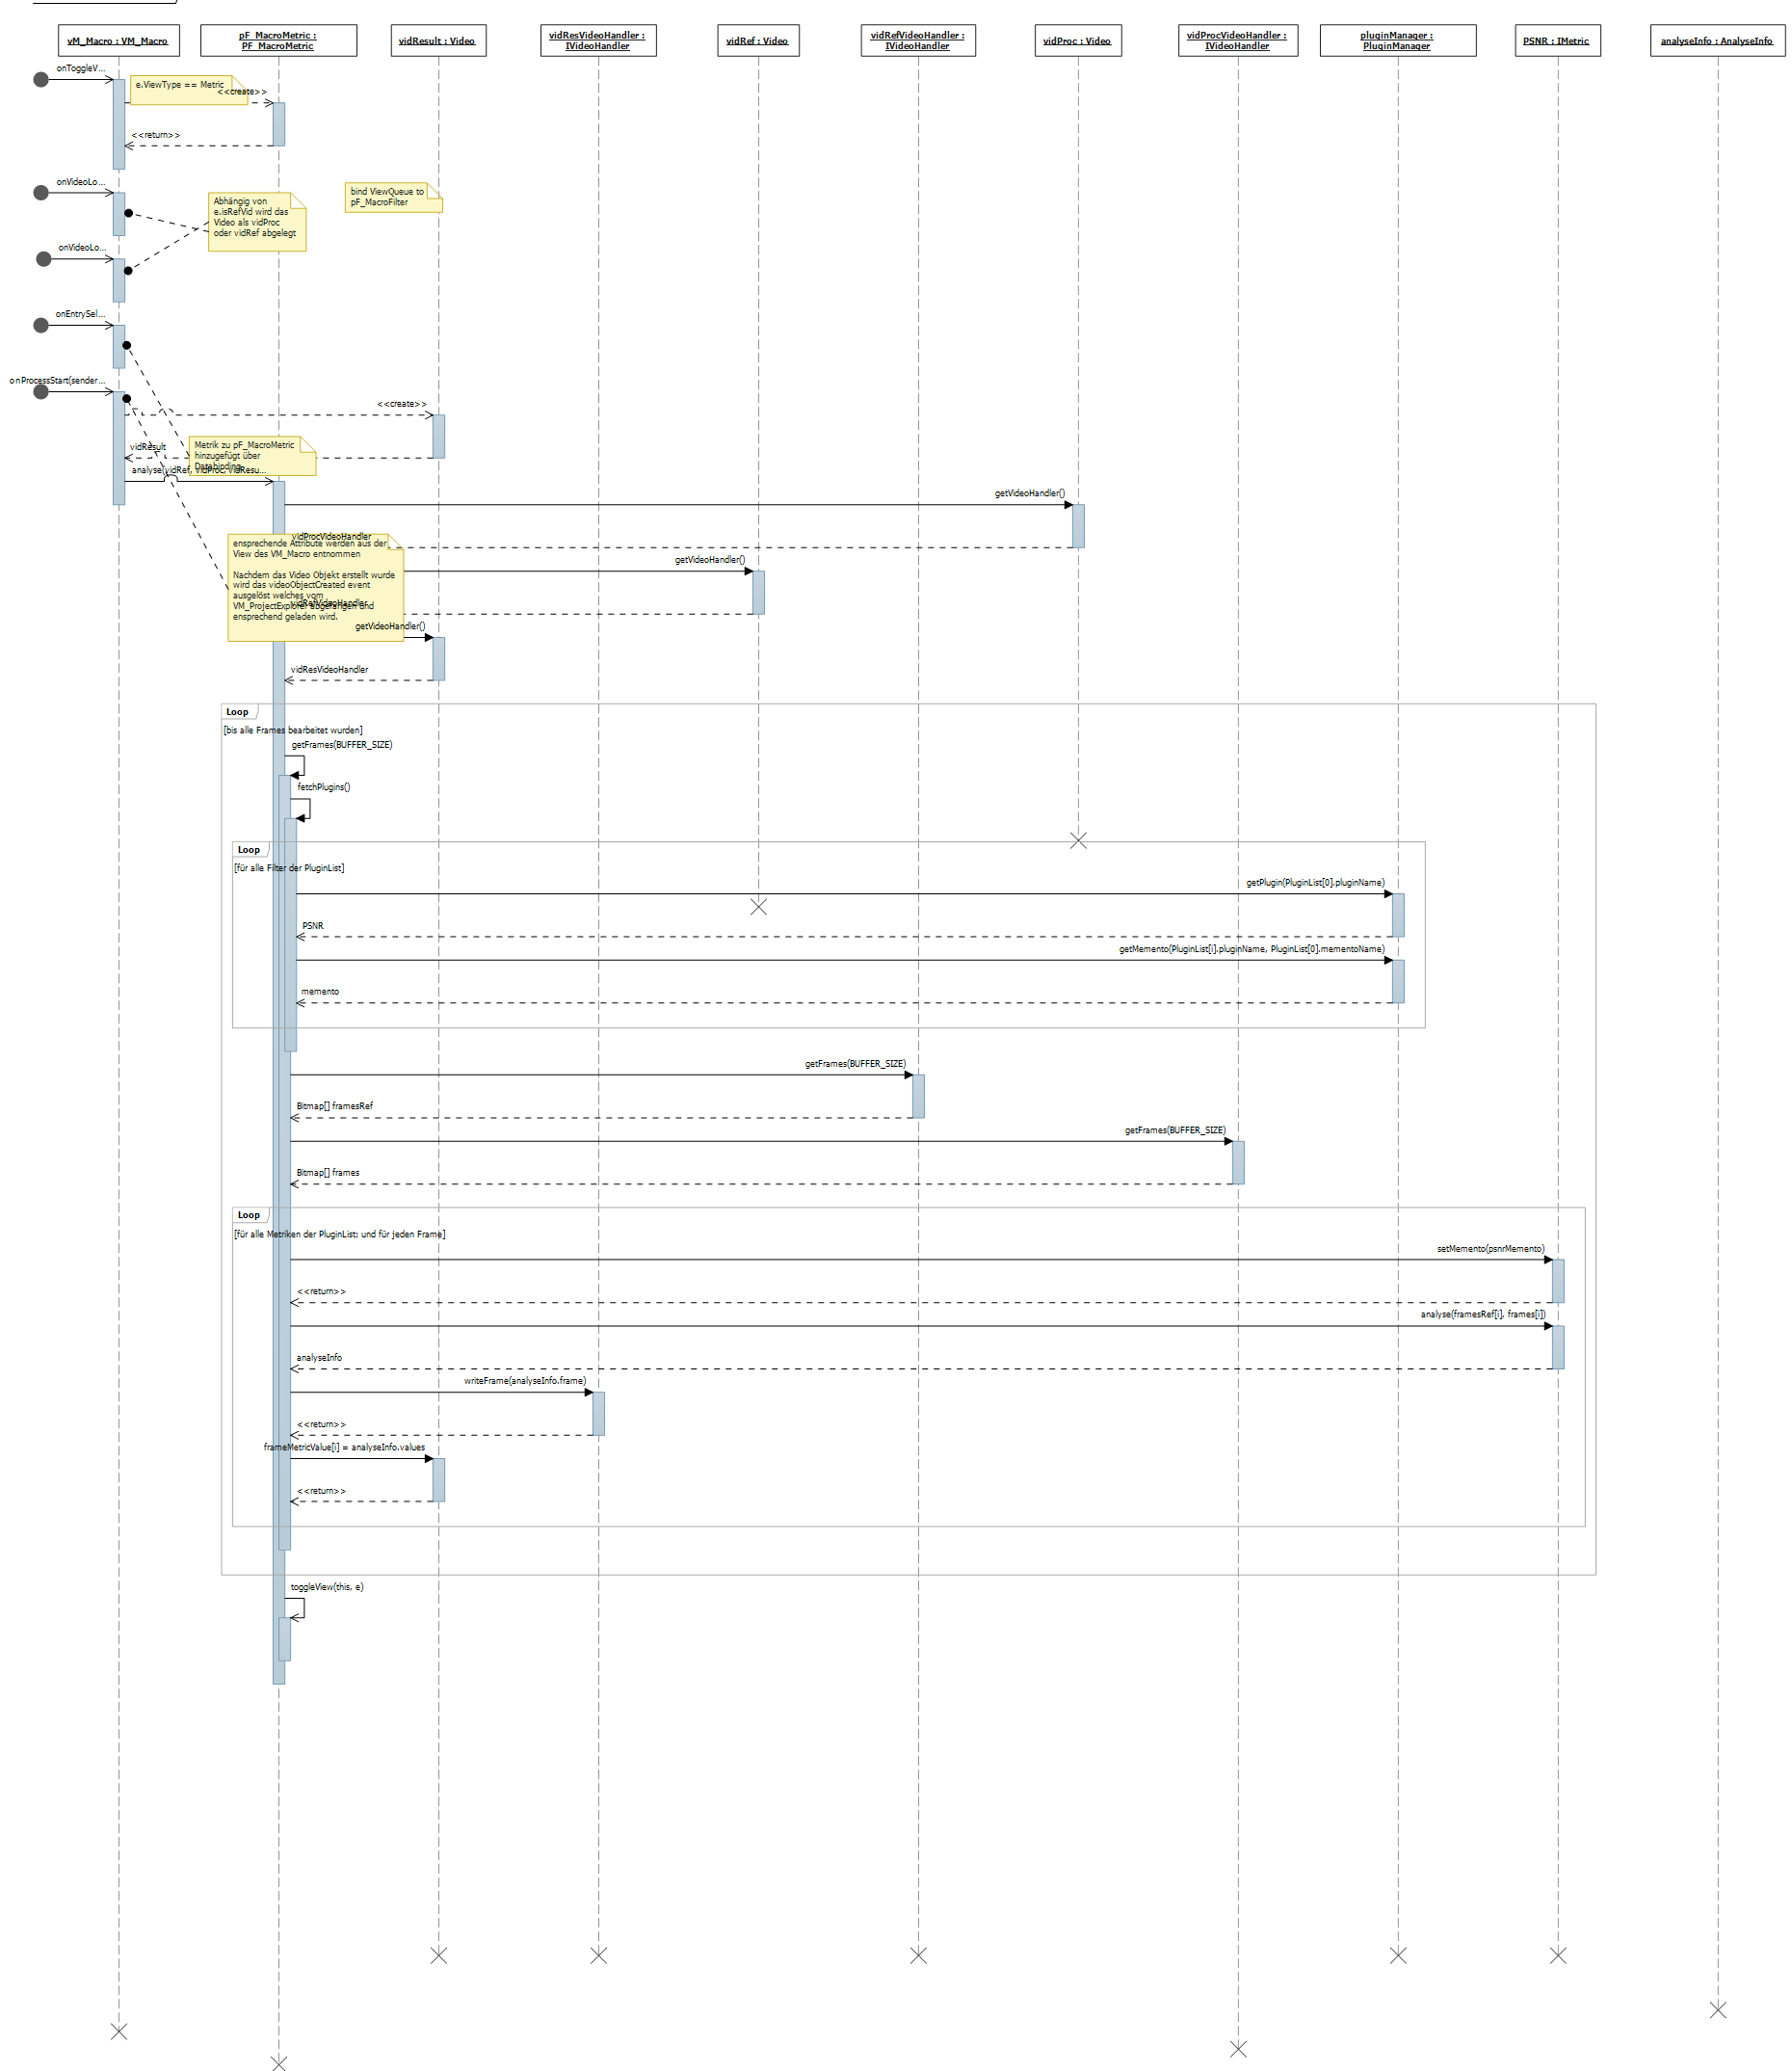 vM_Macro : VM_Macro
pF_MacroMetric :
PF_MacroMetric
vidResult : Video
vidResVideoHandler :
IVideoHandler
vidRef : Video
vidRefVideoHandler :
IVideoHandler
vidProc : Video
vidProcVideoHandler :
IVideoHandler
pluginManager :
PluginManager
PSNR : IMetric
analyseInfo : AnalyseInfo
onToggleV...
e.ViewType == Metric
<<create>>
<<return>>
onVideoLo...
Abhängig von
e.isRefVid wird das
Video als vidProc
oder vidRef abgelegt
bind ViewQueue to
pF_MacroFilter
onVideoLo...
onEntrySel...
onProcessStart(sender...
<<create>>
vidResult
Metrik zu pF_MacroMetric
hinzugefügt über
Databinding
analyse(vidRef, vidProc, vidResu...
getVideoHandler()
vidProcVideoHandler
ensprechende Attribute werden aus der
View des VM_Macro entnommen
getVideoHandler()
Nachdem das Video Objekt erstellt wurde
wird das videoObjectCreated event
ausgelöst welches vom
vidRefVideoHandler
VM_ProjectExplorer abgefangen und
ensprechend geladen wird.
getVideoHandler()
vidResVideoHandler
Loop
[bis alle Frames bearbeitet wurden]
getFrames(BUFFER_SIZE)
fetchPlugins()
Loop
[für alle Filter der PluginList]
getPlugin(PluginList[0].pluginName)
PSNR
getMemento(PluginList[i].pluginName, PluginList[0].mementoName)
memento
getFrames(BUFFER_SIZE)
Bitmap[] framesRef
getFrames(BUFFER_SIZE)
Bitmap[] frames
Loop
[für alle Metriken der PluginList; und für jeden Frame]
setMemento(psnrMemento)
<<return>>
analyse(framesRef[i], frames[i])
analyseInfo
writeFrame(analyseInfo.frame)
<<return>>
frameMetricValue[i] = analyseInfo.values
<<return>>
toggleView(this, e)